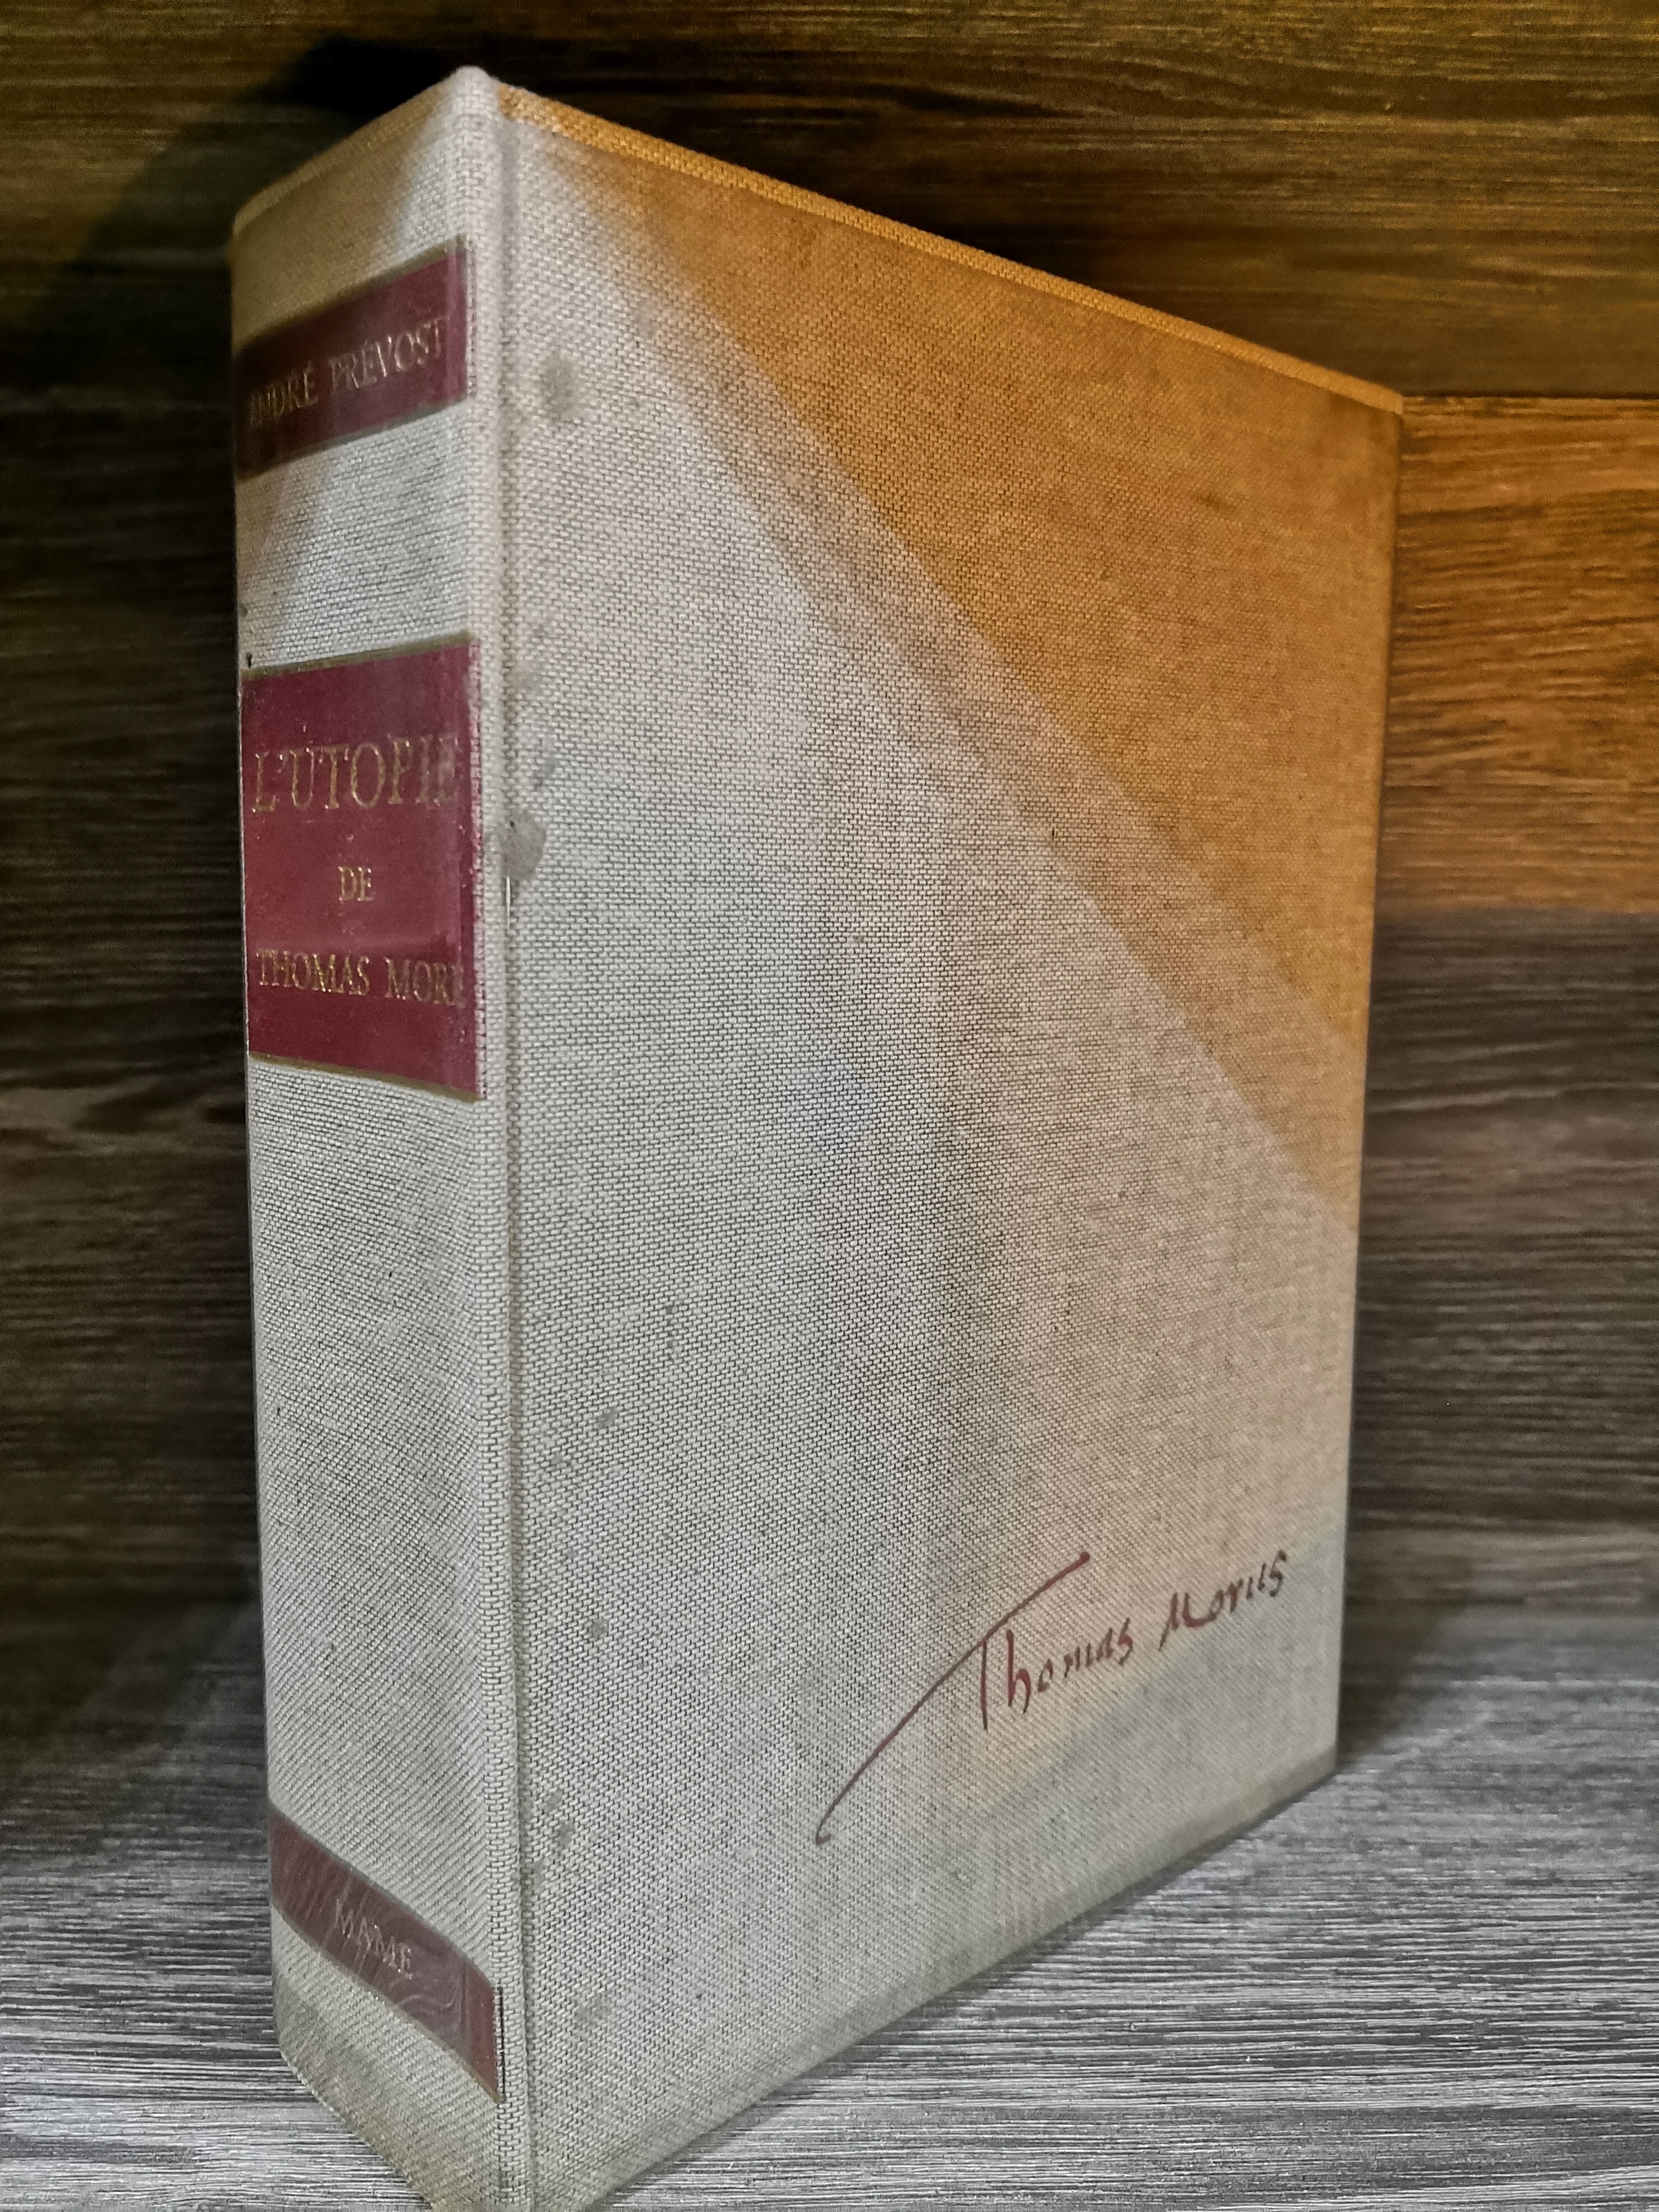 ANDRÉ PRÉVOST
L'UTOPIE
DE
THOMAS MORE
MAME
Thomas Morus